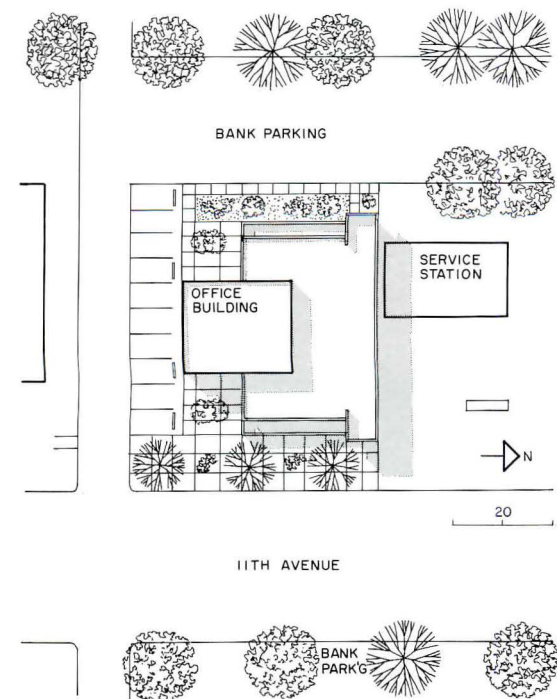 BANK PARKING
SERVICE
STATION
OFFICE
BUILDING
N
20
11TH AVENUE
BANK
PARK'G